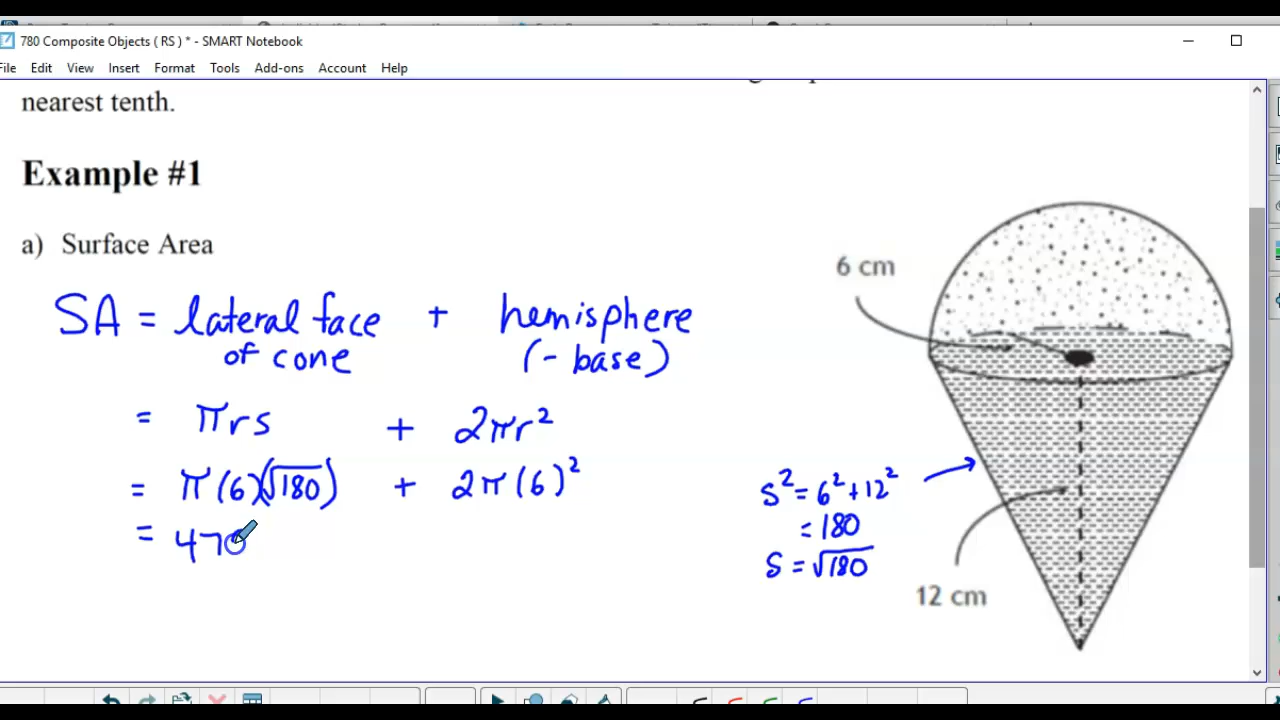 780 Composite Objects ( RS ) * - SMART Notebook
File Edit View Insert Format Tools Add-ons Account Help
nearest tenth.
Example #1
a) Surface Area
SA = lateral face of cone + hemisphere (- base)
= πrs + 2πr²
= π(6)(√180) + 2π(6)²
= 470
6 cm
s² = 6² + 12²
= 180
s = √180
12 cm